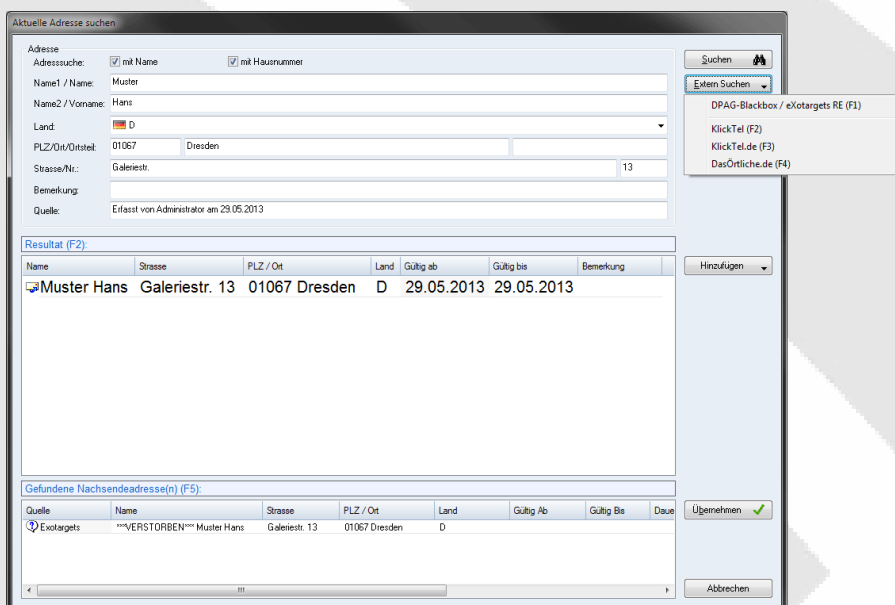 Aktuelle Adresse suchen
Adresse
Adresssuche: mit Name mit Hausnummer
Suchen
Name1 / Name: Muster
Extern Suchen
Name2 / Vorname: Hans
DPAG-Blackbox / eXotargets RE (F1)
Land: D
KlickTel (F2)
PLZ/Ort/Ortsteil: 01067 Dresden
KlickTel.de (F3)
Strasse/Nr.: Galeriestr. 13
DasÖrtliche.de (F4)
Bemerkung:
Quelle: Erfasst von Administrator am 29.05.2013
Resultat (F2):
Name Strasse PLZ / Ort Land Gültig ab Gültig bis Bemerkung
Hinzufügen
Muster Hans Galeriestr. 13 01067 Dresden D 29.05.2013 29.05.2013
Gefundene Nachsendeadresse(n) (F5):
Quelle Name Strasse PLZ / Ort Land Gültig Ab Gültig Bis Daue
Übernehmen
Exotargets ***VERSTORBEN*** Muster Hans Galeriestr. 13 01067 Dresden D
Abbrechen